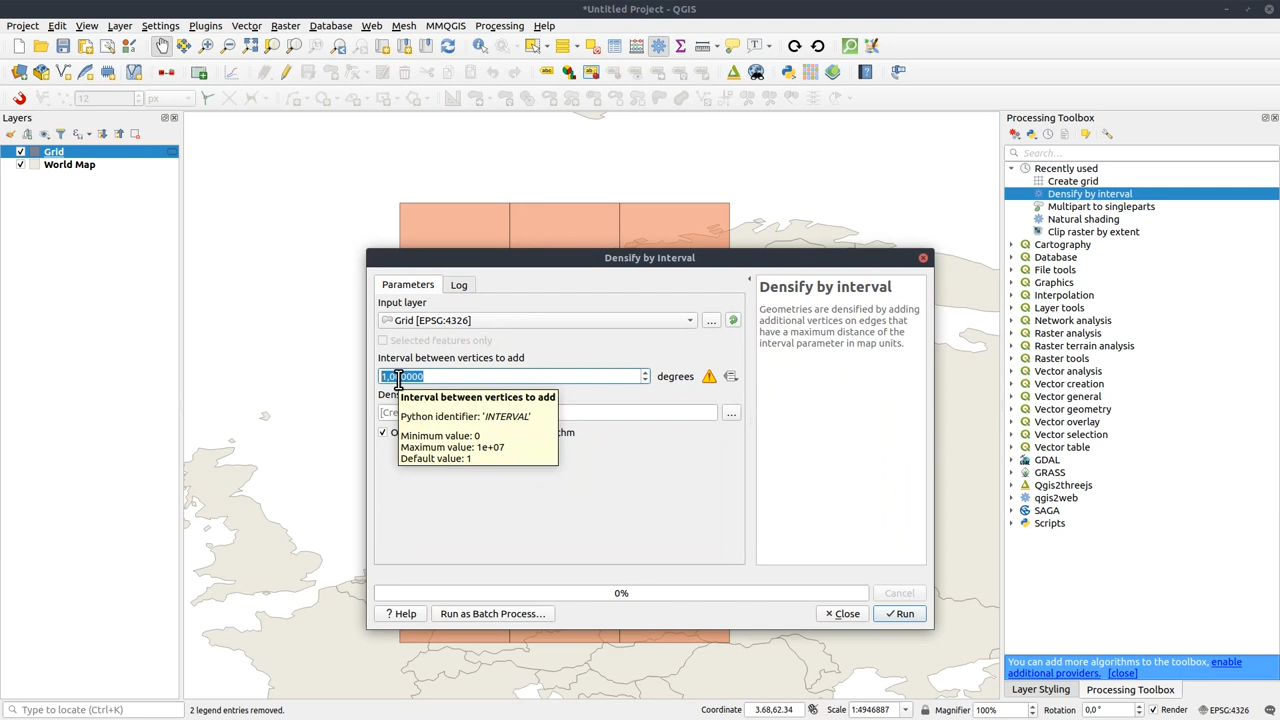 *Untitled Project - QGIS
Project Edit View Layer Settings Plugins Vector Raster Database Web Mesh MMQGIS Processing Help
12 px
Layers
Grid
World Map
Densify by Interval
Parameters Log
Input layer
Grid [EPSG:4326]
Selected features only
Interval between vertices to add
degrees
Interval between vertices to add
Python identifier: 'INTERVAL'
Minimum value: 0
Maximum value: 1e+07
Default value: 1
0%
Help Run as Batch Process… Close Run
Cancel
Densify by interval
Geometries are densified by adding
additional vertices on edges that
have a maximum distance of the
interval parameter in map units.
Processing Toolbox
Search…
Recently used
Create grid
Densify by interval
Multipart to singleparts
Natural shading
Clip raster by extent
Cartography
Database
File tools
Graphics
Interpolation
Layer tools
Network analysis
Raster analysis
Raster terrain analysis
Raster tools
Vector analysis
Vector creation
Vector general
Vector geometry
Vector overlay
Vector selection
Vector table
GDAL
GRASS
Qgis2threejs
qgis2web
SAGA
Scripts
You can add more algorithms to the toolbox, enable
additional providers. [close]
Layer Styling Processing Toolbox
Type to locate (Ctrl+K) 2 legend entries removed. Coordinate 3.68,62.34 Scale 1:4946887 Magnifier 100% Rotation 0,0° Render EPSG:4326